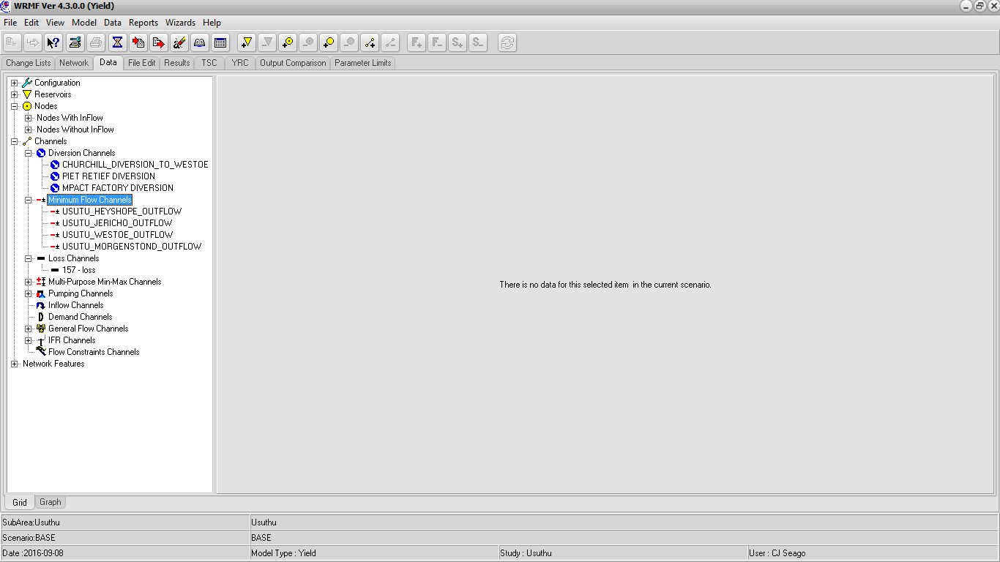 WRMF Ver 4.3.0.0 (Yield)
File Edit View Model Data Reports Wizards Help
F+ F- S+ S-
Change Lists Network Data File Edit Results TSC YRC Output Comparison Parameter Limits
Configuration
Reservoirs
Nodes
Nodes With InFlow
Nodes Without InFlow
Channels
Diversion Channels
CHURCHILL_DIVERSION_TO_WESTOE
PIET RETIEF DIVERSION
MPACT FACTORY DIVERSION
Minimum Flow Channels
USUTU_HEYSHOPE_OUTFLOW
USUTU_JERICHO_OUTFLOW
USUTU_WESTOE_OUTFLOW
USUTU_MORGENSTOND_OUTFLOW
Loss Channels
157 - loss
Multi-Purpose Min-Max Channels
Pumping Channels
Inflow Channels
Demand Channels
General Flow Channels
IFR Channels
Flow Constraints Channels
Network Features
There is no data for this selected item in the current scenario.
Grid Graph
SubArea:Usuthu Usuthu
Scenario:BASE BASE
Date :2016-09-08 Model Type : Yield Study : Usuthu User : CJ Seago